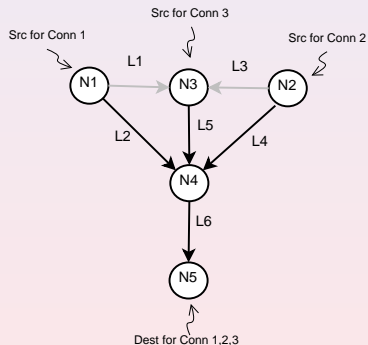 Src for Conn 3
Src for Conn 1
Src for Conn 2
L1
L3
N1
N3
N2
L2
L5
L4
N4
L6
N5
Dest for Conn 1,2,3